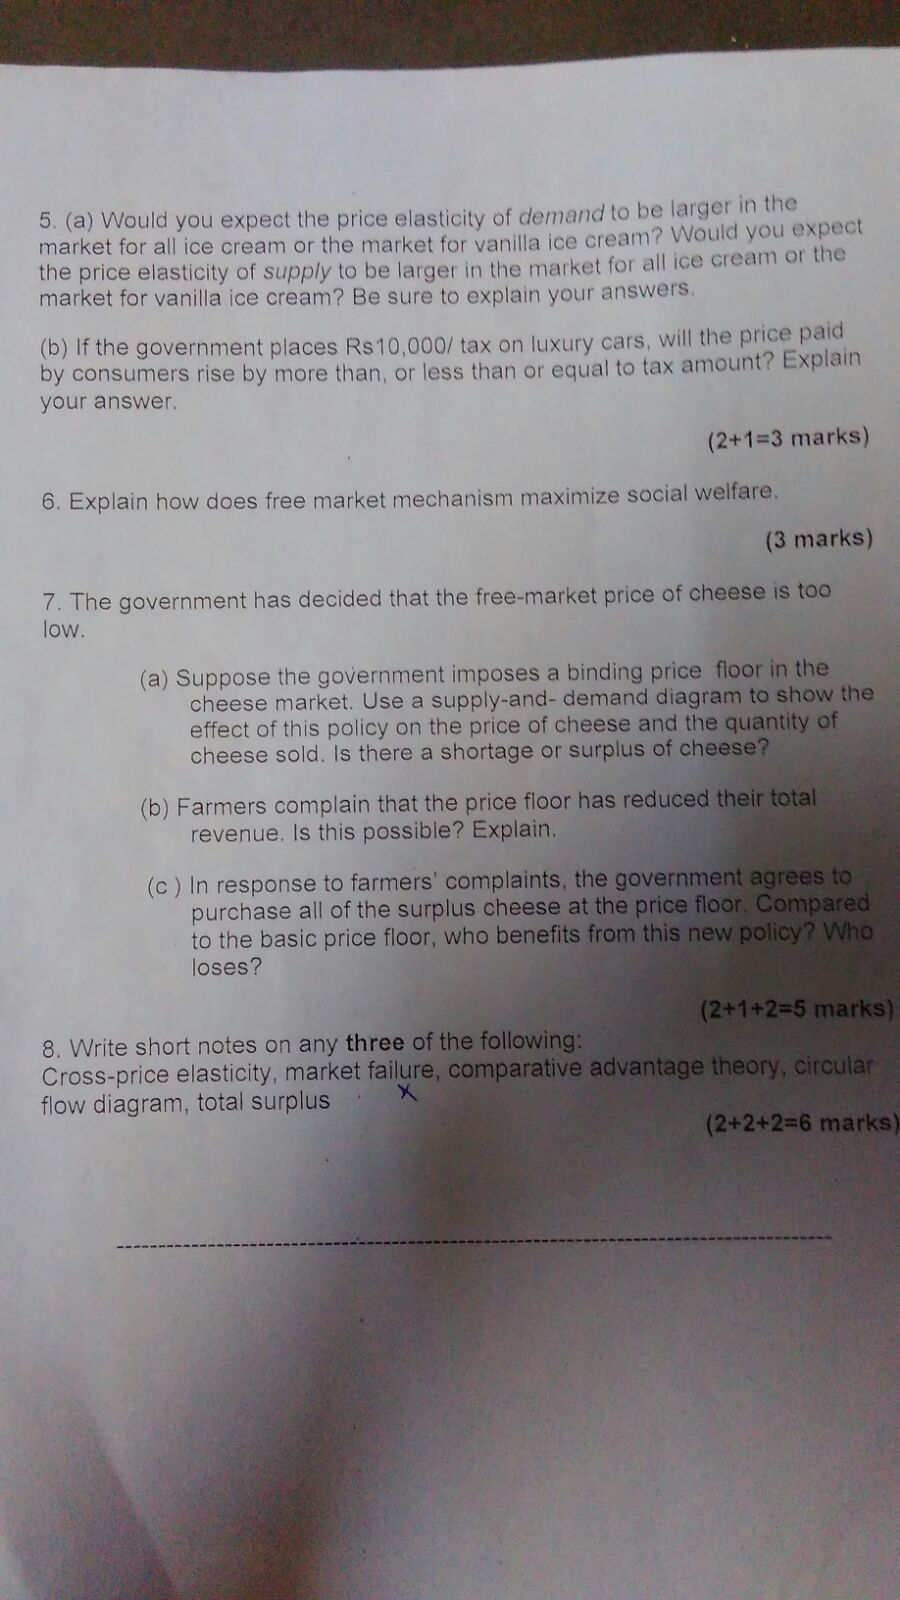 5. (a) Would you expect the price elasticity of demand to be larger in the
market for all ice cream or the market for vanilla ice cream? Would you expect
the price elasticity of supply to be larger in the market for all ice cream or the
market for vanilla ice cream? Be sure to explain your answers.
(b) If the government places Rs10,000/ tax on luxury cars, will the price paid
by consumers rise by more than, or less than or equal to tax amount? Explain
your answer.
(2+1=3 marks)
6. Explain how does free market mechanism maximize social welfare.
(3 marks)
7. The government has decided that the free-market price of cheese is too
low.
(a) Suppose the government imposes a binding price floor in the
cheese market. Use a supply-and- demand diagram to show the
effect of this policy on the price of cheese and the quantity of
cheese sold. Is there a shortage or surplus of cheese?
(b) Farmers complain that the price floor has reduced their total
revenue. Is this possible? Explain.
(c ) In response to farmers' complaints, the government agrees to
purchase all of the surplus cheese at the price floor. Compared
to the basic price floor, who benefits from this new policy? Who
loses?
(2+1+2=5 marks)
8. Write short notes on any three of the following:
Cross-price elasticity, market failure, comparative advantage theory, circular
flow diagram, total surplus
(2+2+2=6 marks)